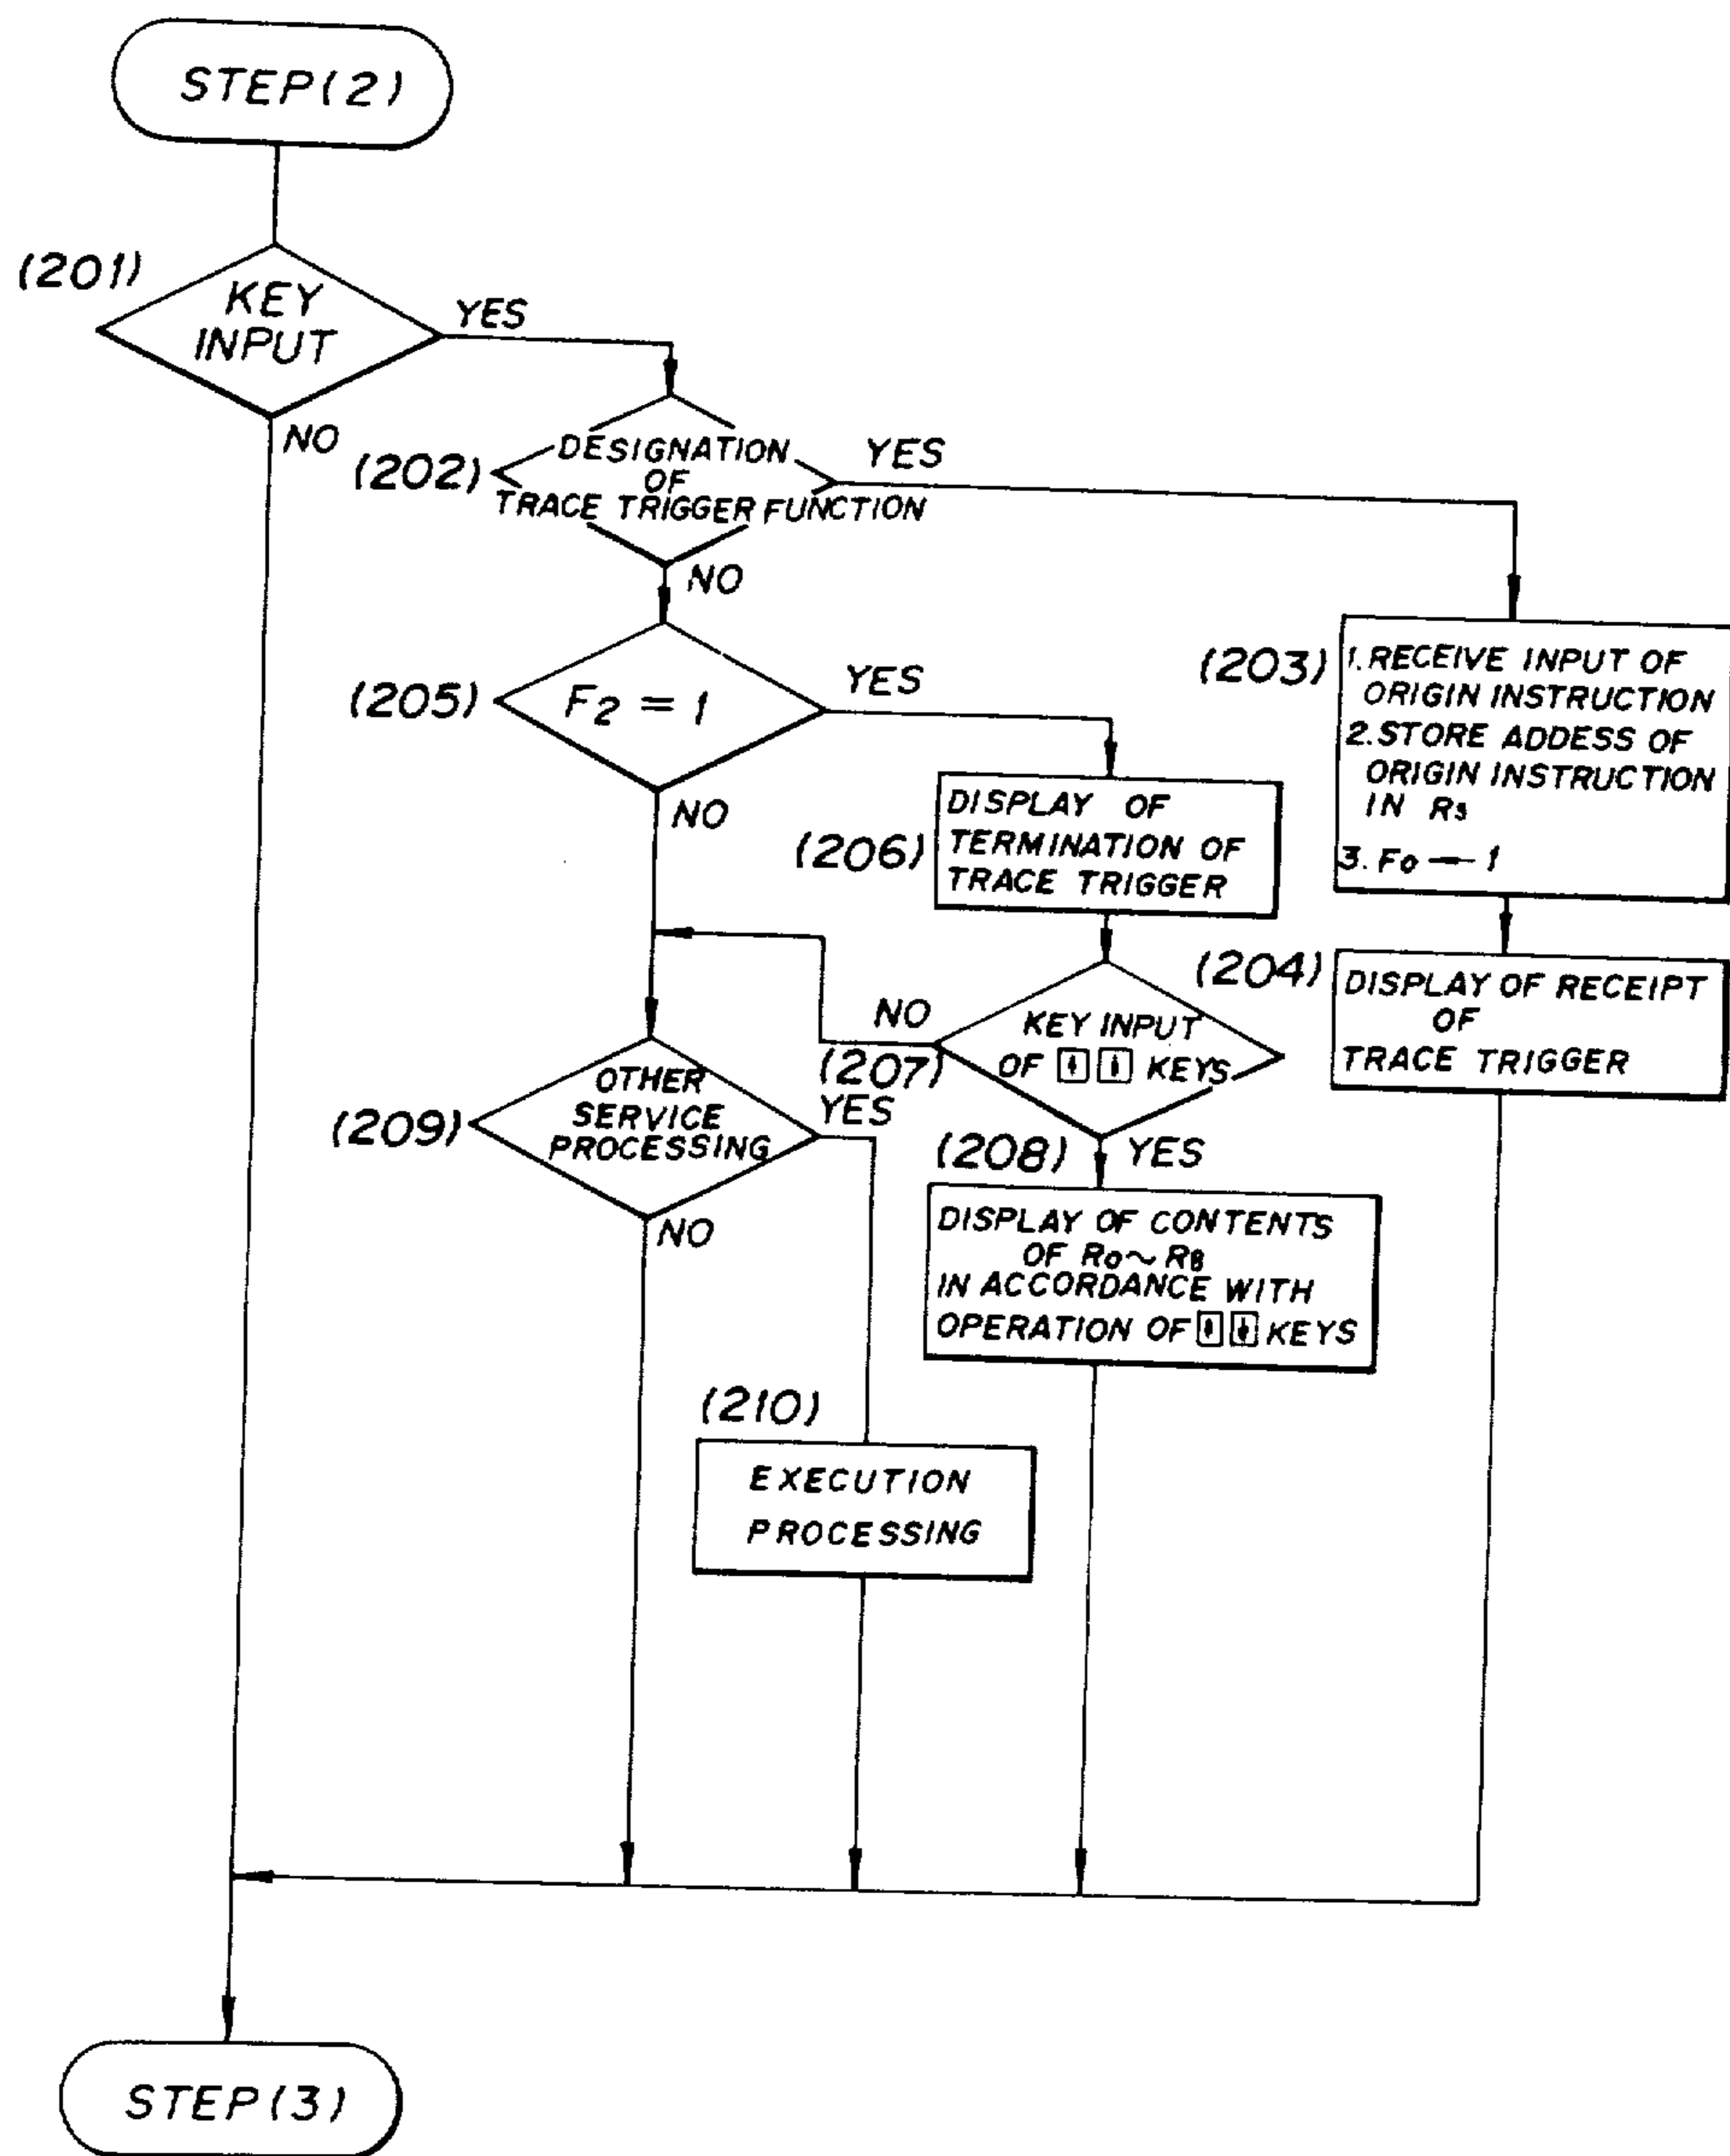 STEP(2)
(201)
KEY
INPUT
YES
NO
(202)
DESIGNATION
OF
TRACE TRIGGER FUNCTION
YES
NO
(203)
1. RECEIVE INPUT OF
ORIGIN INSTRUCTION
2. STORE ADDESS OF
ORIGIN INSTRUCTION
IN R3
3. F0 ← 1
(205)
F2 = 1
YES
NO
(206)
DISPLAY OF
TERMINATION OF
TRACE TRIGGER
(204)
DISPLAY OF RECEIPT
OF
TRACE TRIGGER
NO
(207)
KEY INPUT
OF KEYS
YES
(209)
OTHER
SERVICE
PROCESSING
YES
NO
(208)
DISPLAY OF CONTENTS
OF R0~R8
IN ACCORDANCE WITH
OPERATION OF KEYS
(210)
EXECUTION
PROCESSING
STEP(3)